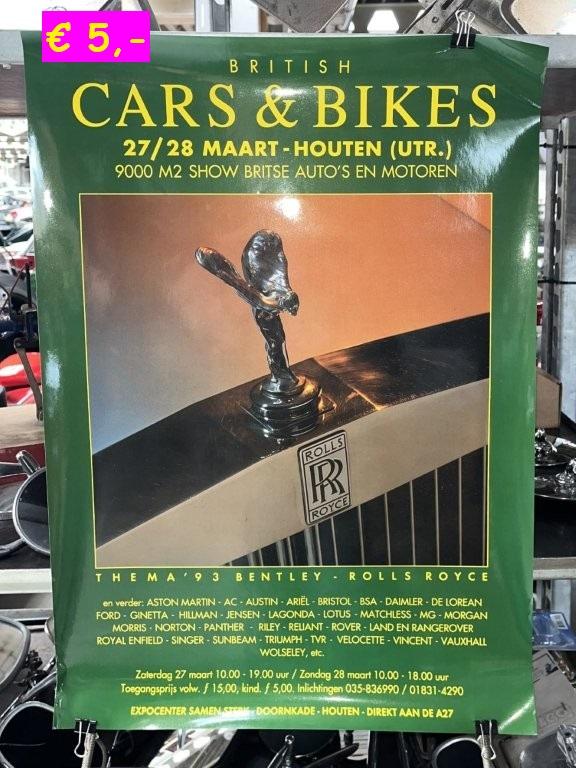 € 5,-
BRITISH
CARS & BIKES
27/28 MAART - HOUTEN (UTR.)
9000 M2 SHOW BRITSE AUTO'S EN MOTOREN
ROLLS
RR
ROYCE
THEMA '93 BENTLEY - ROLLS ROYCE
en verder: ASTON MARTIN - AC - AUSTIN - ARIËL - BRISTOL - BSA - DAIMLER - DE LOREAN
FORD - GINETTA - HILLMAN - JENSEN - LAGONDA - LOTUS - MATCHLESS - MG - MORGAN
MORRIS - NORTON - PANTHER - RILEY - RELIANT - ROVER - LAND EN RANGEROVER
ROYAL ENFIELD - SINGER - SUNBEAM - TRIUMPH - TVR - VELOCETTE - VINCENT - VAUXHALL
WOLSELEY, etc.
Zaterdag 27 maart 10.00 - 19.00 uur / Zondag 28 maart 10.00 - 18.00 uur
Toegangsprijs volw. ƒ 15,00, kind. ƒ 5,00. Inlichtingen 035-836990 / 01831-4290
EXPOCENTER SAMEN STERK - DOORNKADE - HOUTEN - DIREKT AAN DE A27